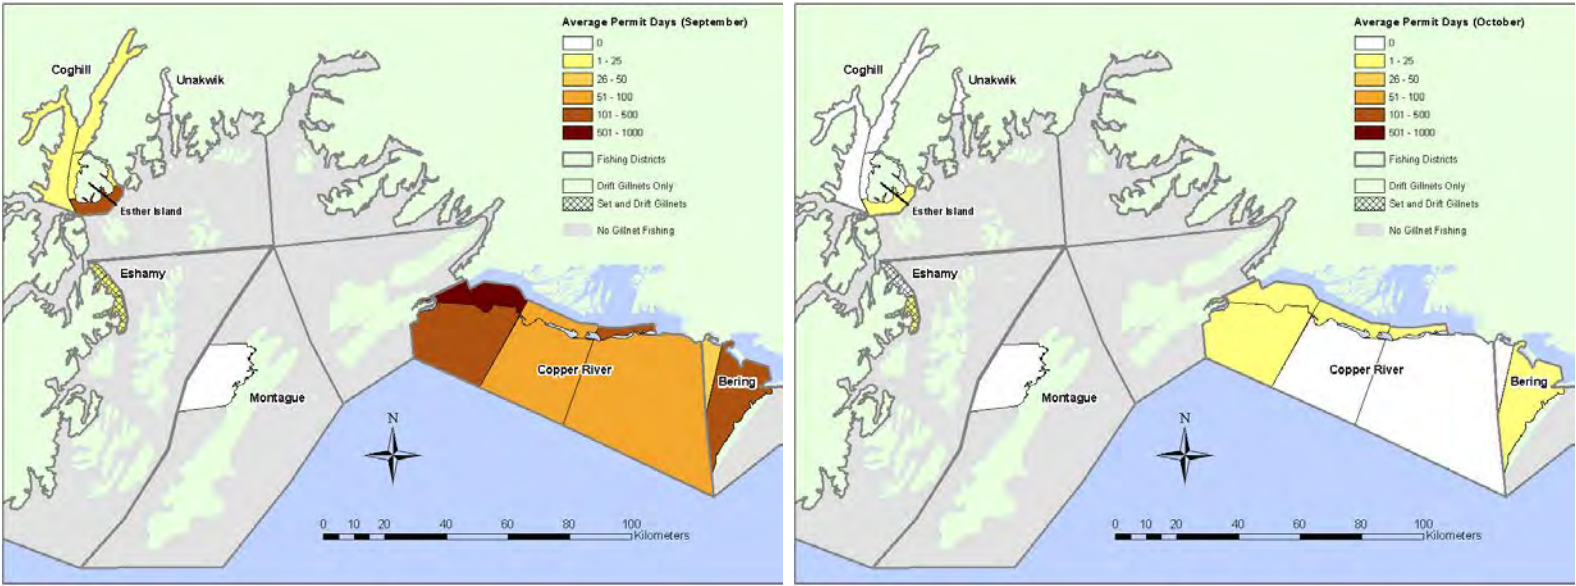 Average Permit Days (September)
0
1 - 25
26 - 50
51 - 100
101 - 500
501 - 1000
Fishing Districts
Drift Gillnets Only
Set and Drift Gillnets
No Gillnet Fishing
Coghill
Unakwik
Esther Island
Eshamy
Copper River
Bering
Montague
N
0 10 20 40 60 80 100
Kilometers
Average Permit Days (October)
0
1 - 25
26 - 50
51 - 100
101 - 500
501 - 1000
Fishing Districts
Drift Gillnets Only
Set and Drift Gillnets
No Gillnet Fishing
Coghill
Unakwik
Esther Island
Eshamy
Copper River
Bering
Montague
N
0 10 20 40 60 80 100
Kilometers